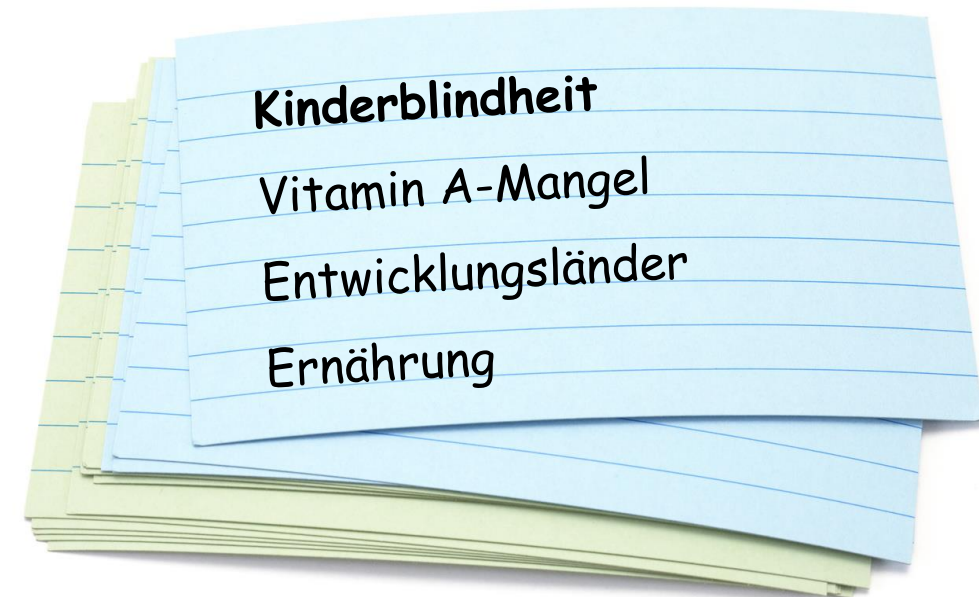 Kinderblindheit
Vitamin A-Mangel
Entwicklungsländer
Ernährung